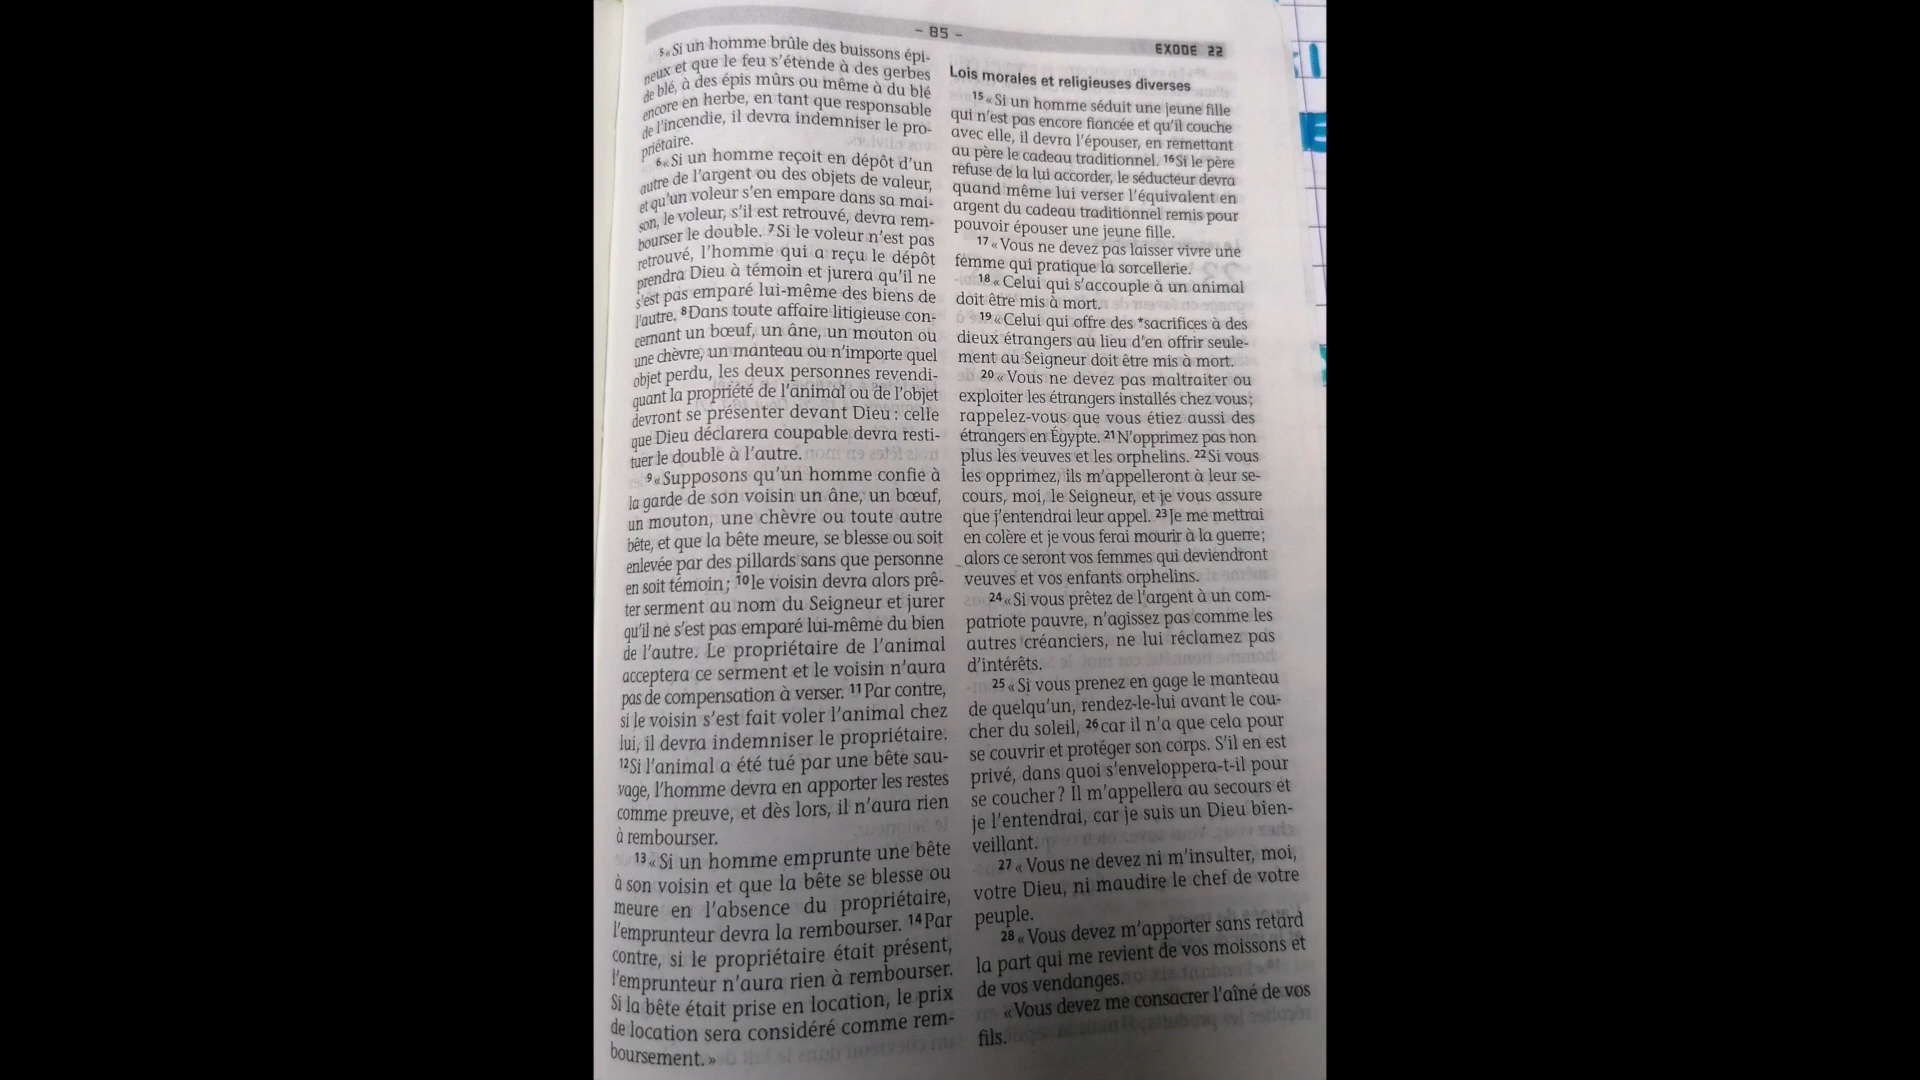 - 85 -
EXODE 22
5 « Si un homme brûle des buissons épi-
neux et que le feu s'étende à des gerbes
de blé, à des épis mûrs ou même à du blé
encore en herbe, en tant que responsable
de l'incendie, il devra indemniser le pro-
priétaire.
6 « Si un homme reçoit en dépôt d'un
autre de l'argent ou des objets de valeur,
et qu'un voleur s'en empare dans sa mai-
son, le voleur, s'il est retrouvé, devra rem-
bourser le double. 7 Si le voleur n'est pas
retrouvé, l'homme qui a reçu le dépôt
prendra Dieu à témoin et jurera qu'il ne
s'est pas emparé lui-même des biens de
l'autre. 8 Dans toute affaire litigieuse con-
cernant un bœuf, un âne, un mouton ou
une chèvre, un manteau ou n'importe quel
objet perdu, les deux personnes revendi-
quant la propriété de l'animal ou de l'objet
devront se présenter devant Dieu : celle
que Dieu déclarera coupable devra resti-
tuer le double à l'autre.
9 « Supposons qu'un homme confie à
la garde de son voisin un âne, un bœuf,
un mouton, une chèvre ou toute autre
bête, et que la bête meure, se blesse ou soit
enlevée par des pillards sans que personne
en soit témoin ; 10 le voisin devra alors prê-
ter serment au nom du Seigneur et jurer
qu'il ne s'est pas emparé lui-même du bien
de l'autre. Le propriétaire de l'animal
acceptera ce serment et le voisin n'aura
pas de compensation à verser. 11 Par contre,
si le voisin s'est fait voler l'animal chez
lui, il devra indemniser le propriétaire.
12 Si l'animal a été tué par une bête sau-
vage, l'homme devra en apporter les restes
comme preuve, et dès lors, il n'aura rien
à rembourser.
13 « Si un homme emprunte une bête
à son voisin et que la bête se blesse ou
meure en l'absence du propriétaire,
l'emprunteur devra la rembourser. 14 Par
contre, si le propriétaire était présent,
l'emprunteur n'aura rien à rembourser.
Si la bête était prise en location, le prix
de location sera considéré comme rem-
boursement. »
Lois morales et religieuses diverses
15 « Si un homme séduit une jeune fille
qui n'est pas encore fiancée et qu'il couche
avec elle, il devra l'épouser, en remettant
au père le cadeau traditionnel. 16 Si le père
refuse de la lui accorder, le séducteur devra
quand même lui verser l'équivalent en
argent du cadeau traditionnel remis pour
pouvoir épouser une jeune fille.
17 « Vous ne devez pas laisser vivre une
femme qui pratique la sorcellerie.
18 « Celui qui s'accouple à un animal
doit être mis à mort.
19 « Celui qui offre des *sacrifices à des
dieux étrangers au lieu d'en offrir seule-
ment au Seigneur doit être mis à mort.
20 « Vous ne devez pas maltraiter ou
exploiter les étrangers installés chez vous ;
rappelez-vous que vous étiez aussi des
étrangers en Égypte. 21 N'opprimez pas non
plus les veuves et les orphelins. 22 Si vous
les opprimez, ils m'appelleront à leur se-
cours, moi, le Seigneur, et je vous assure
que j'entendrai leur appel. 23 Je me mettrai
en colère et je vous ferai mourir à la guerre ;
alors ce seront vos femmes qui deviendront
veuves et vos enfants orphelins.
24 « Si vous prêtez de l'argent à un com-
patriote pauvre, n'agissez pas comme les
autres créanciers, ne lui réclamez pas
d'intérêts.
25 « Si vous prenez en gage le manteau
de quelqu'un, rendez-le-lui avant le cou-
cher du soleil, 26 car il n'a que cela pour
se couvrir et protéger son corps. S'il en est
privé, dans quoi s'enveloppera-t-il pour
se coucher ? Il m'appellera au secours et
je l'entendrai, car je suis un Dieu bien-
veillant.
27 « Vous ne devez ni m'insulter, moi,
votre Dieu, ni maudire le chef de votre
peuple.
28 « Vous devez m'apporter sans retard
la part qui me revient de vos moissons et
de vos vendanges.
« Vous devez me consacrer l'aîné de vos
fils.